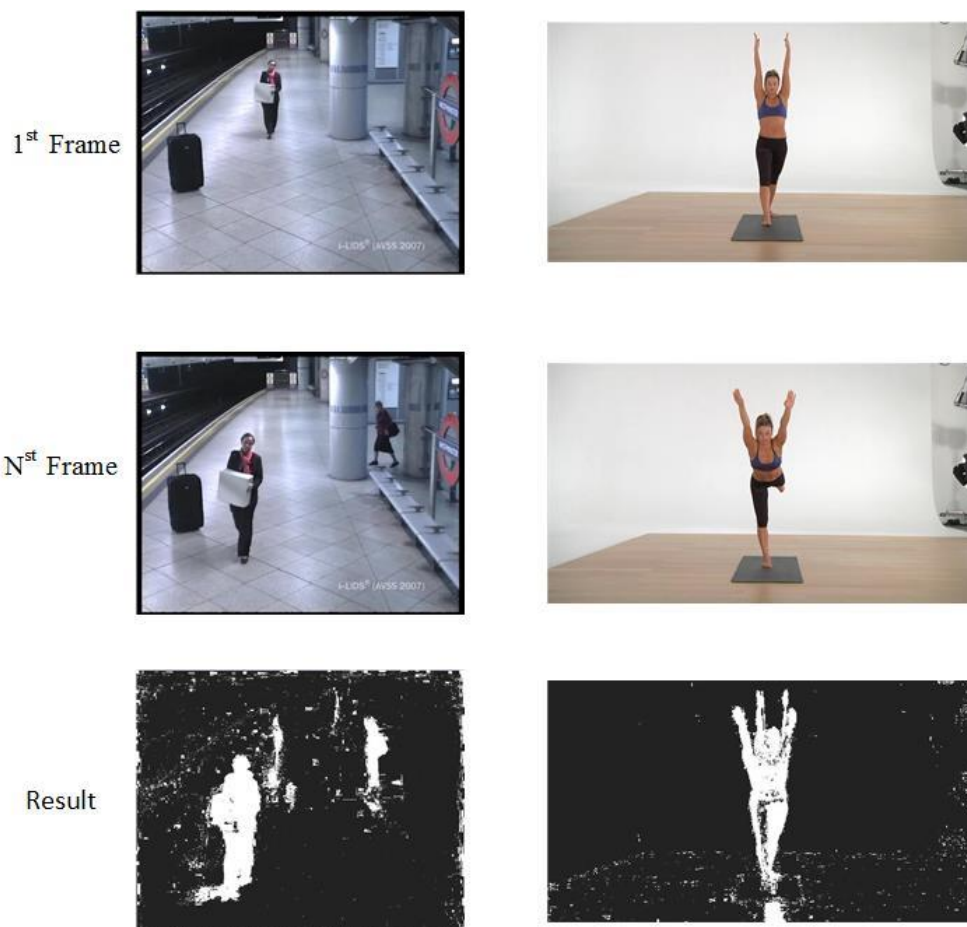 1st Frame
i-LIDS® (AVSS 2007)
Nst Frame
i-LIDS® (AVSS 2007)
Result